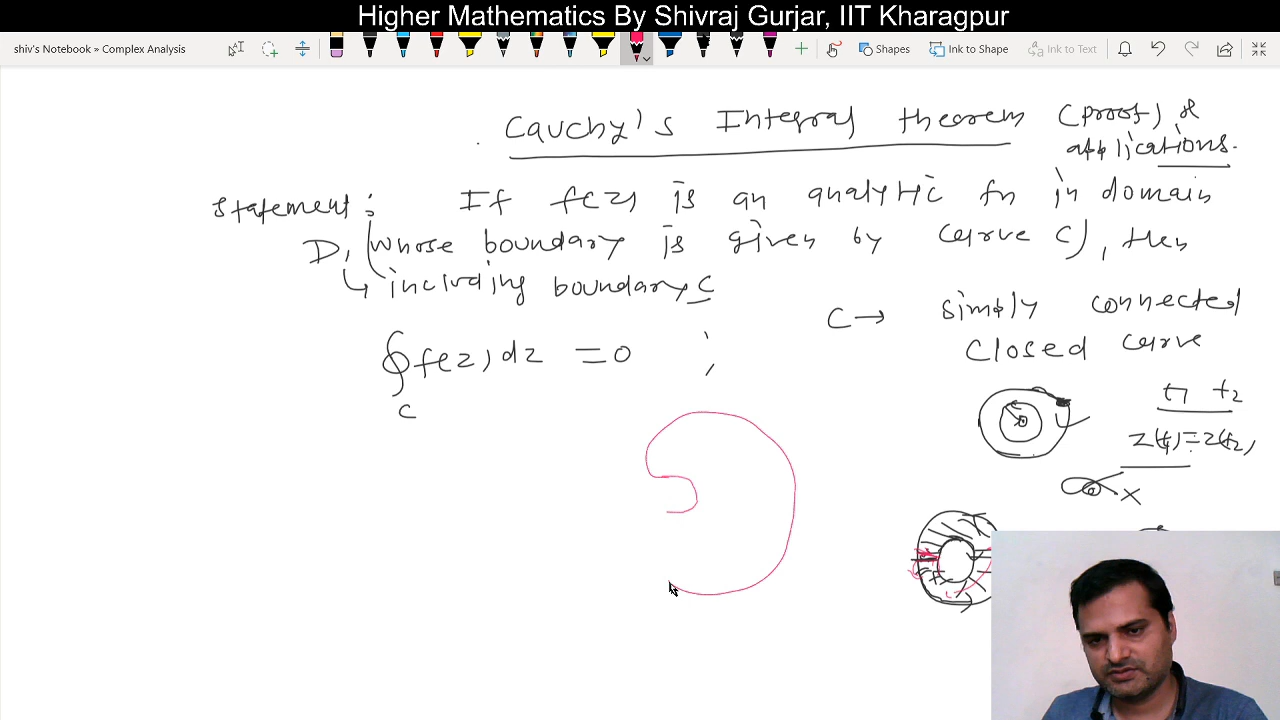 Higher Mathematics By Shivraj Gurjar, IIT Kharagpur
shiv's Notebook » Complex Analysis
Shapes
Ink to Shape
Ink to Text
Cauchy's Integral theorem (proof) &
applications.
Statement : If f(z) is an analytic fn in domain
D, (whose boundary is given by curve C), then
↳ including boundary C
C → simply connected
closed curve
∮f(z)dz = 0 ;
C
t1 t2
z(t1) = z(t2)
x